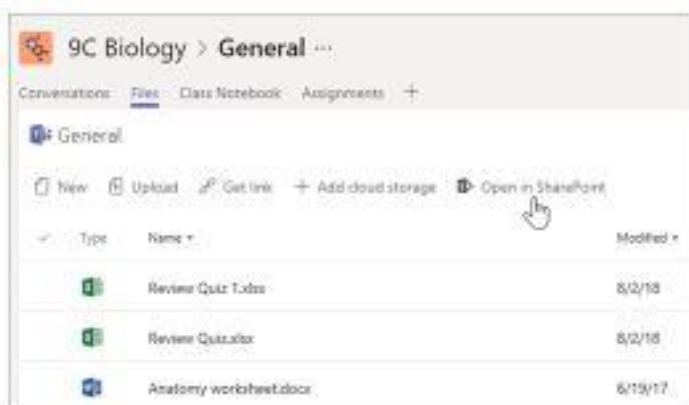 9C Biology > General ...
Conversations Files Class Notebook Assignments +
General
New Upload Get link + Add cloud storage Open in SharePoint
Type Name Modified
Review Quiz 1.xlsx 8/2/18
Review Quiz.xlsx 8/2/18
Anatomy worksheet.docx 6/19/17